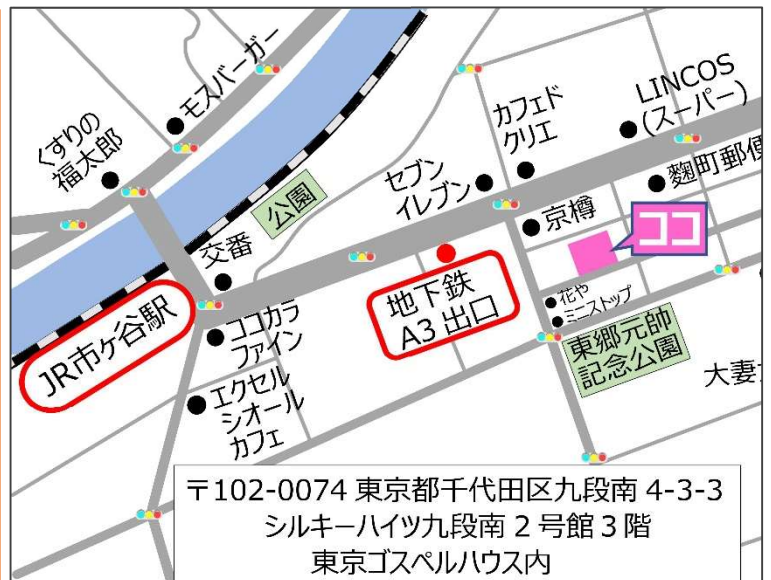 モスバーガー
くすりの
福太郎
LINCOS
(スーパー)
カフェド
クリエ
セブン
イレブン
麴町郵便
公園
京樽
ココ
交番
地下鉄
A3 出口
JR市ヶ谷駅
ココカラ
ファイン
花や
ミニストップ
東郷元帥
記念公園
大妻
エクセル
シオール
カフェ
〒102-0074 東京都千代田区九段南 4-3-3
シルキーハイツ九段南 2 号館 3 階
東京ゴスペルハウス内